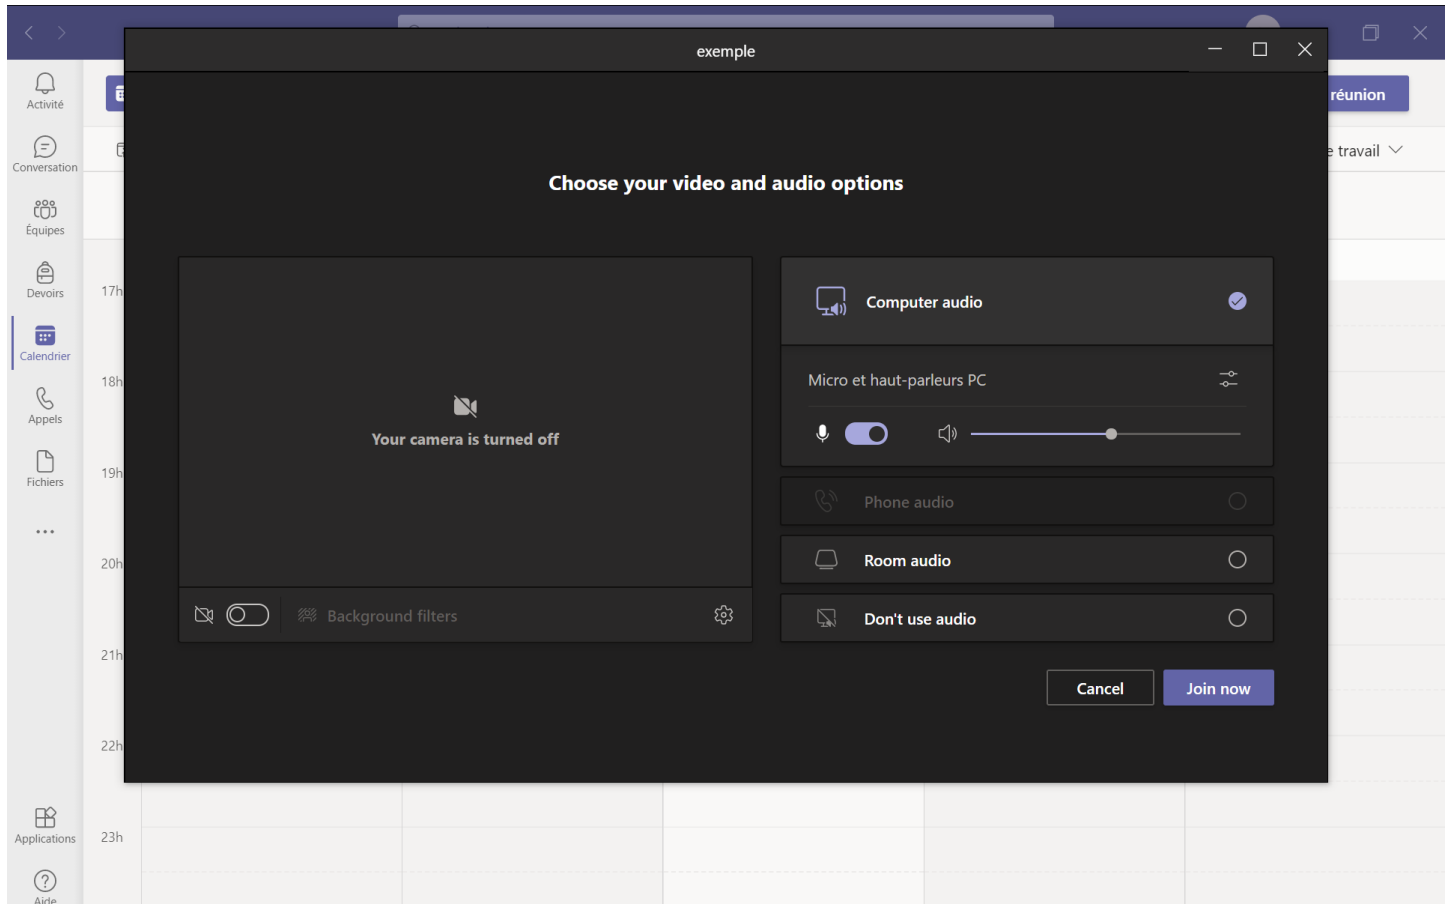 exemple
Activité
réunion
Conversation
travail
Choose your video and audio options
Équipes
Devoirs
17h
Computer audio
Calendrier
18h
Micro et haut-parleurs PC
Appels
Your camera is turned off
19h
Fichiers
Phone audio
20h
Room audio
Background filters
Don't use audio
21h
Cancel
Join now
22h
Applications
23h
Aide